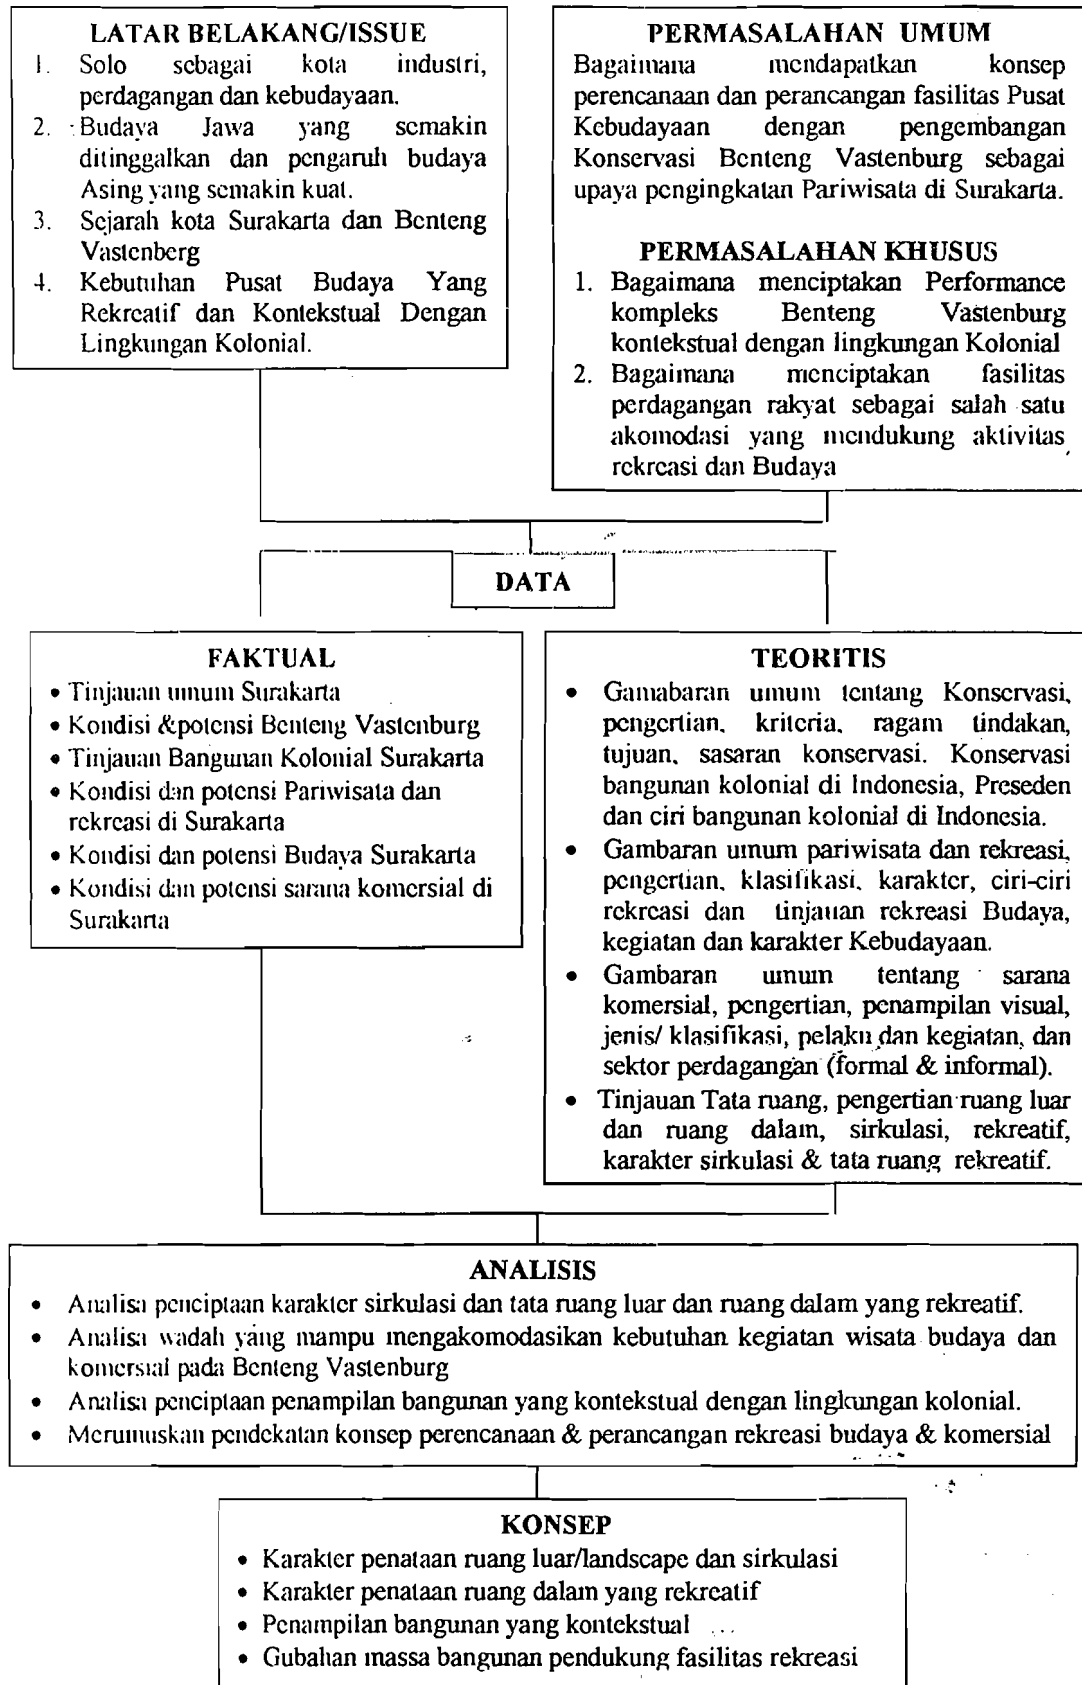 LATAR BELAKANG/ISSUE
1. Solo sebagai kota industri,
perdagangan dan kebudayaan.
2. Budaya Jawa yang semakin
ditinggalkan dan pengaruh budaya
Asing yang semakin kuat.
3. Sejarah kota Surakarta dan Benteng
Vastenberg
4. Kebutuhan Pusat Budaya Yang
Rekreatif dan Kontekstual Dengan
Lingkungan Kolonial.
PERMASALAHAN UMUM
Bagaimana mendapatkan konsep
perencanaan dan perancangan fasilitas Pusat
Kebudayaan dengan pengembangan
Konservasi Benteng Vastenburg sebagai
upaya pengingkatan Pariwisata di Surakarta.
PERMASALAHAN KHUSUS
1. Bagaimana menciptakan Performance
kompleks Benteng Vastenburg
kontekstual dengan lingkungan Kolonial
2. Bagaimana menciptakan fasilitas
perdagangan rakyat sebagai salah satu
akomodasi yang mendukung aktivitas
rekreasi dan Budaya
DATA
FAKTUAL
• Tinjauan umum Surakarta
• Kondisi &potensi Benteng Vastenburg
• Tinjauan Bangunan Kolonial Surakarta
• Kondisi dan potensi Pariwisata dan
rekreasi di Surakarta
• Kondisi dan potensi Budaya Surakarta
• Kondisi dan potensi sarana komersial di
Surakarta
TEORITIS
• Gamabaran umum tentang Konservasi,
pengertian, kriteria, ragam tindakan,
tujuan, sasaran konservasi. Konservasi
bangunan kolonial di Indonesia, Preseden
dan ciri bangunan kolonial di Indonesia.
• Gambaran umum pariwisata dan rekreasi,
pengertian, klasifikasi, karakter, ciri-ciri
rekreasi dan tinjauan rekreasi Budaya,
kegiatan dan karakter Kebudayaan.
• Gambaran umum tentang sarana
komersial, pengertian, penampilan visual,
jenis/ klasifikasi, pelaku dan kegiatan, dan
sektor perdagangan (formal & informal).
• Tinjauan Tata ruang, pengertian ruang luar
dan ruang dalam, sirkulasi, rekreatif,
karakter sirkulasi & tata ruang rekreatif.
ANALISIS
• Analisa penciptaan karakter sirkulasi dan tata ruang luar dan ruang dalam yang rekreatif.
• Analisa wadah yang mampu mengakomodasikan kebutuhan kegiatan wisata budaya dan
komersial pada Benteng Vastenburg
• Analisa penciptaan penampilan bangunan yang kontekstual dengan lingkungan kolonial.
• Merumuskan pendekatan konsep perencanaan & perancangan rekreasi budaya & komersial
KONSEP
• Karakter penataan ruang luar/landscape dan sirkulasi
• Karakter penataan ruang dalam yang rekreatif
• Penampilan bangunan yang kontekstual
• Gubahan massa bangunan pendukung fasilitas rekreasi